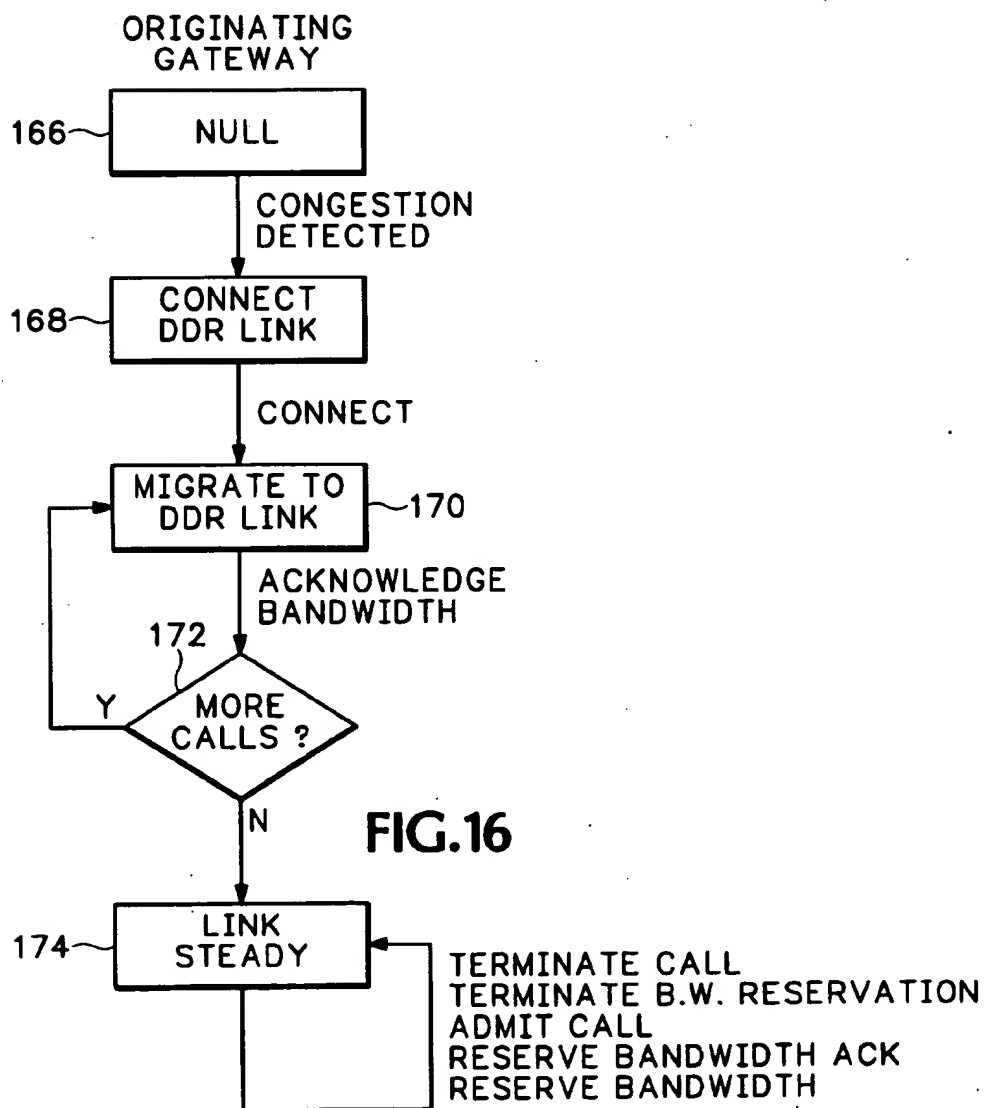 ORIGINATING
GATEWAY
166
NULL
CONGESTION
DETECTED
168
CONNECT
DDR LINK
CONNECT
MIGRATE TO
DDR LINK
170
ACKNOWLEDGE
BANDWIDTH
172
Y
MORE
CALLS ?
N
FIG.16
174
LINK
STEADY
TERMINATE CALL
TERMINATE B.W. RESERVATION
ADMIT CALL
RESERVE BANDWIDTH ACK
RESERVE BANDWIDTH